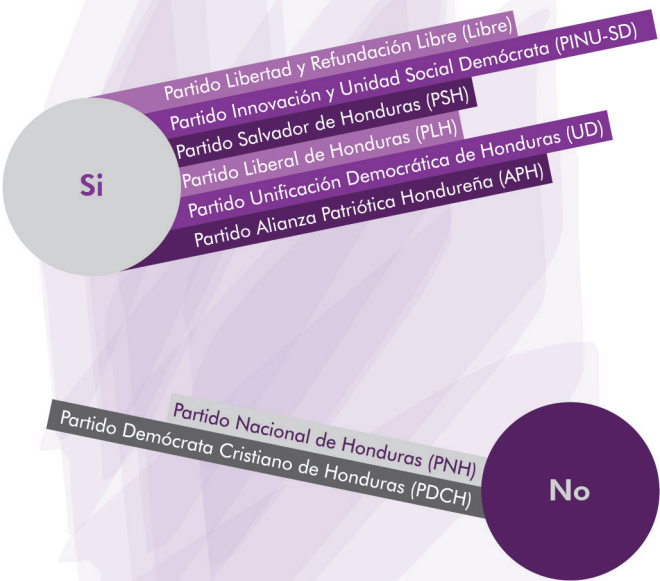 Partido Libertad y Refundación Libre (Libre)
Partido Innovación y Unidad Social Demócrata (PINU-SD)
Partido Salvador de Honduras (PSH)
Partido Liberal de Honduras (PLH)
Partido Unificación Democrática de Honduras (UD)
Partido Alianza Patriótica Hondureña (APH)
Si
Partido Nacional de Honduras (PNH)
Partido Demócrata Cristiano de Honduras (PDCH)
No